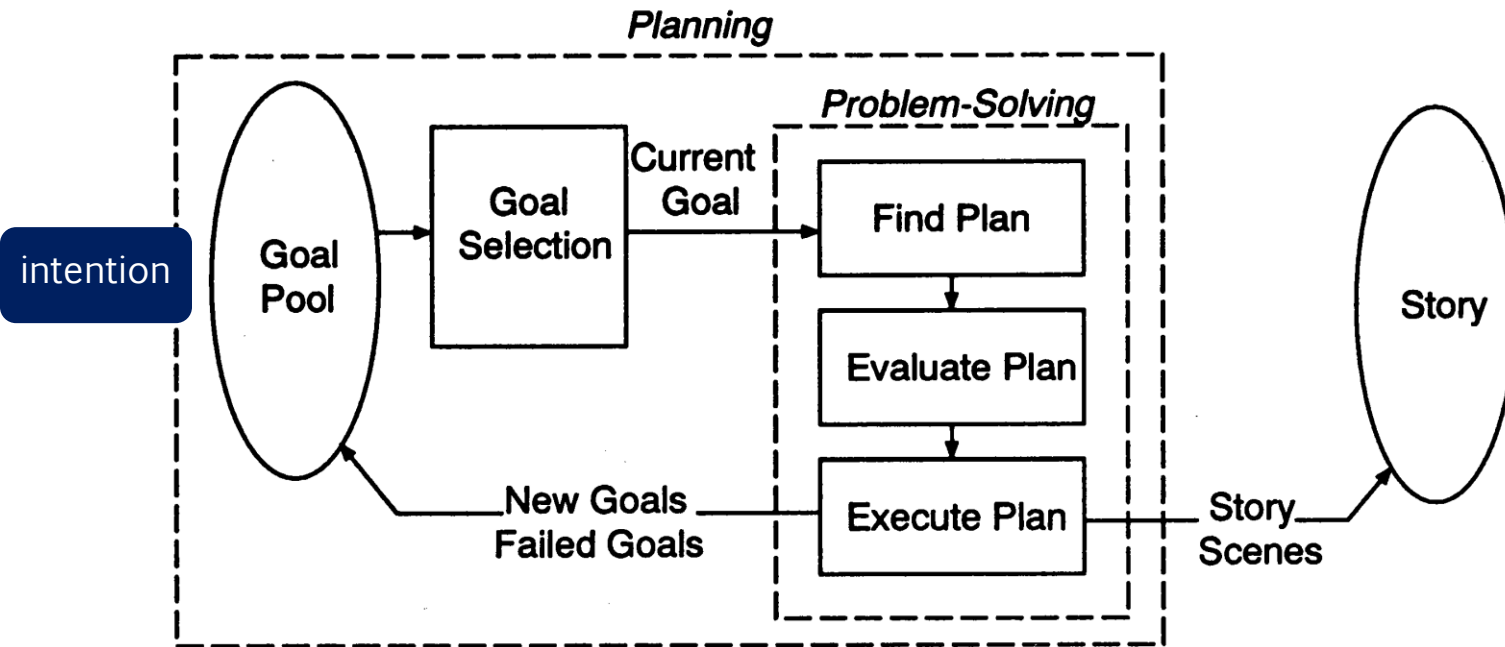 Planning
Problem-Solving
intention
Goal
Pool
Goal
Selection
Current
Goal
Find Plan
Evaluate Plan
Execute Plan
New Goals
Failed Goals
Story
Scenes
Story